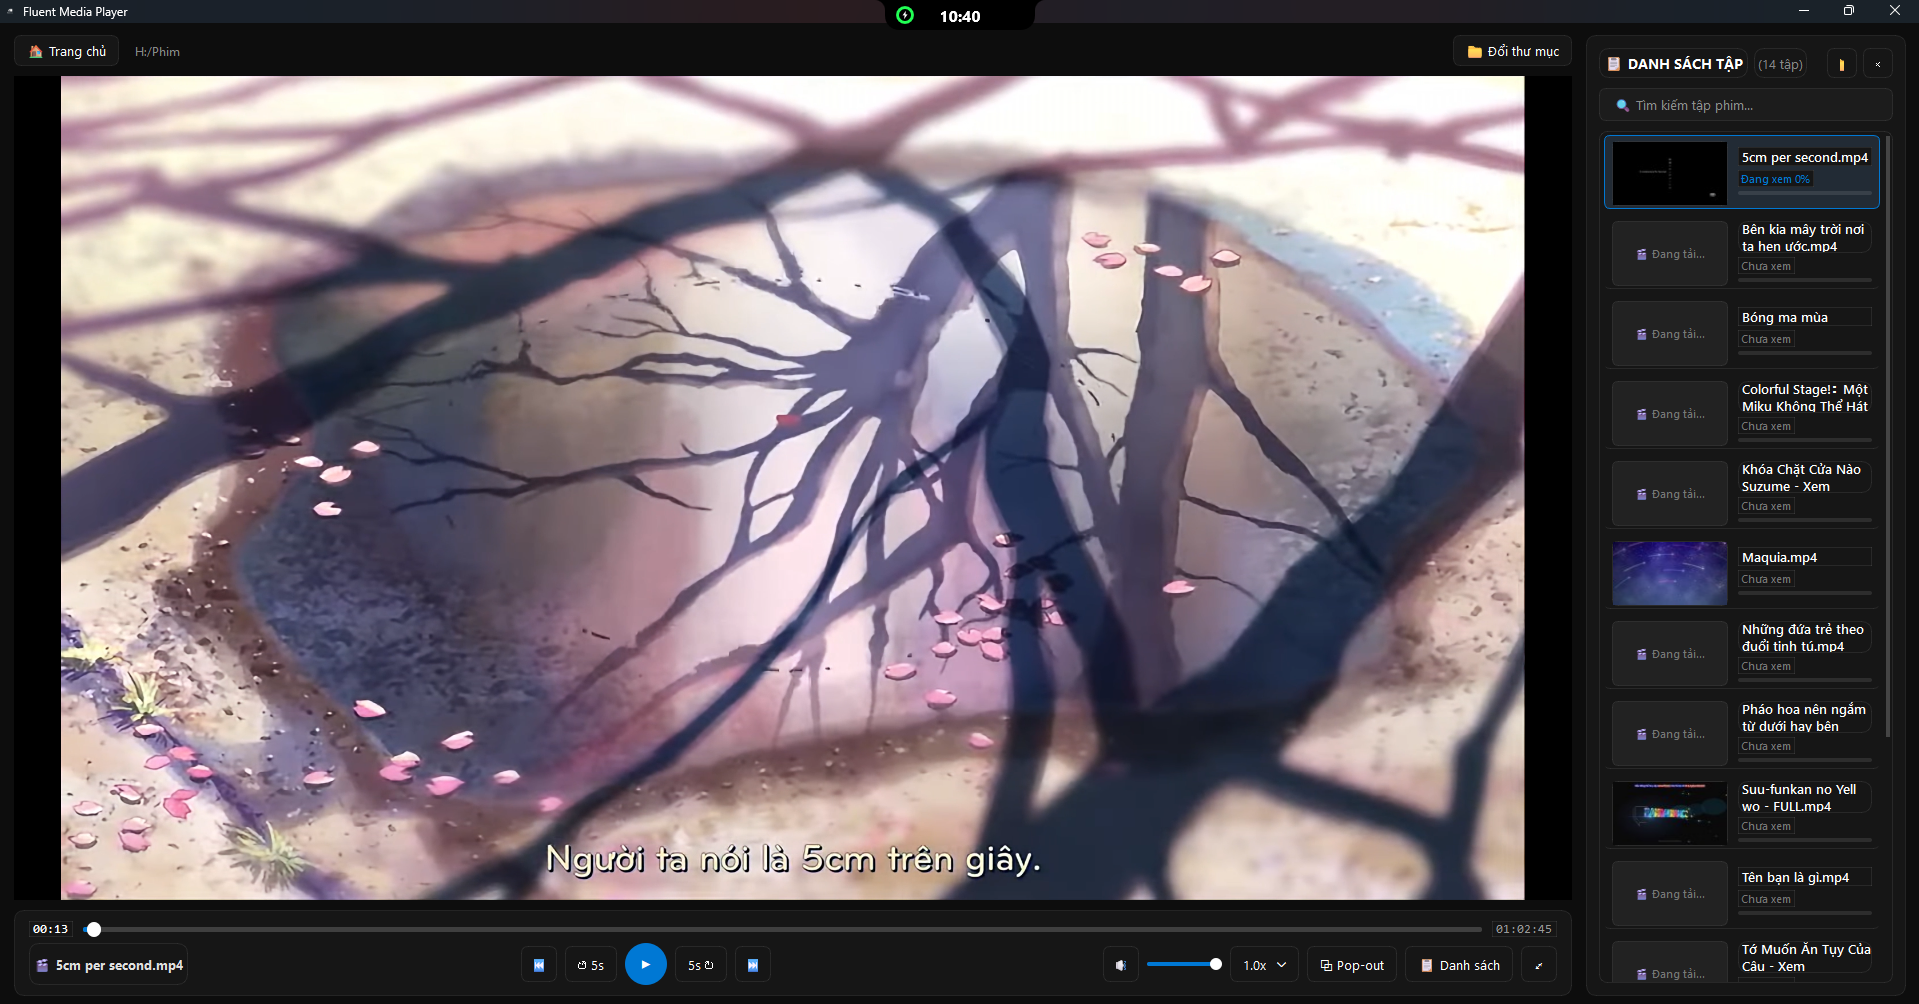 Fluent Media Player
10:40
Trang chủ
H:/Phim
Đổi thư mục
DANH SÁCH TẬP
(14 tập)
Tìm kiếm tập phim...
5cm per second.mp4
Đang xem 0%
Đang tải...
Bên kia mây trời nơi
ta hẹn ước.mp4
Chưa xem
Đang tải...
Bóng ma mùa
Chưa xem
Đang tải...
Colorful Stage!: Một
Miku Không Thể Hát
Chưa xem
Đang tải...
Khóa Chặt Cửa Nào
Suzume - Xem
Chưa xem
Maquia.mp4
Chưa xem
Đang tải...
Những đứa trẻ theo
đuổi tinh tú.mp4
Chưa xem
Đang tải...
Pháo hoa nên ngắm
từ dưới hay bên
Chưa xem
Suu-funkan no Yell
wo - FULL.mp4
Chưa xem
Đang tải...
Tên bạn là gì.mp4
Chưa xem
Đang tải...
Tớ Muốn Ăn Tụy Của
Cậu - Xem
Người ta nói là 5cm trên giây.
00:13
01:02:45
5cm per second.mp4
5s
5s
1.0x
Pop-out
Danh sách